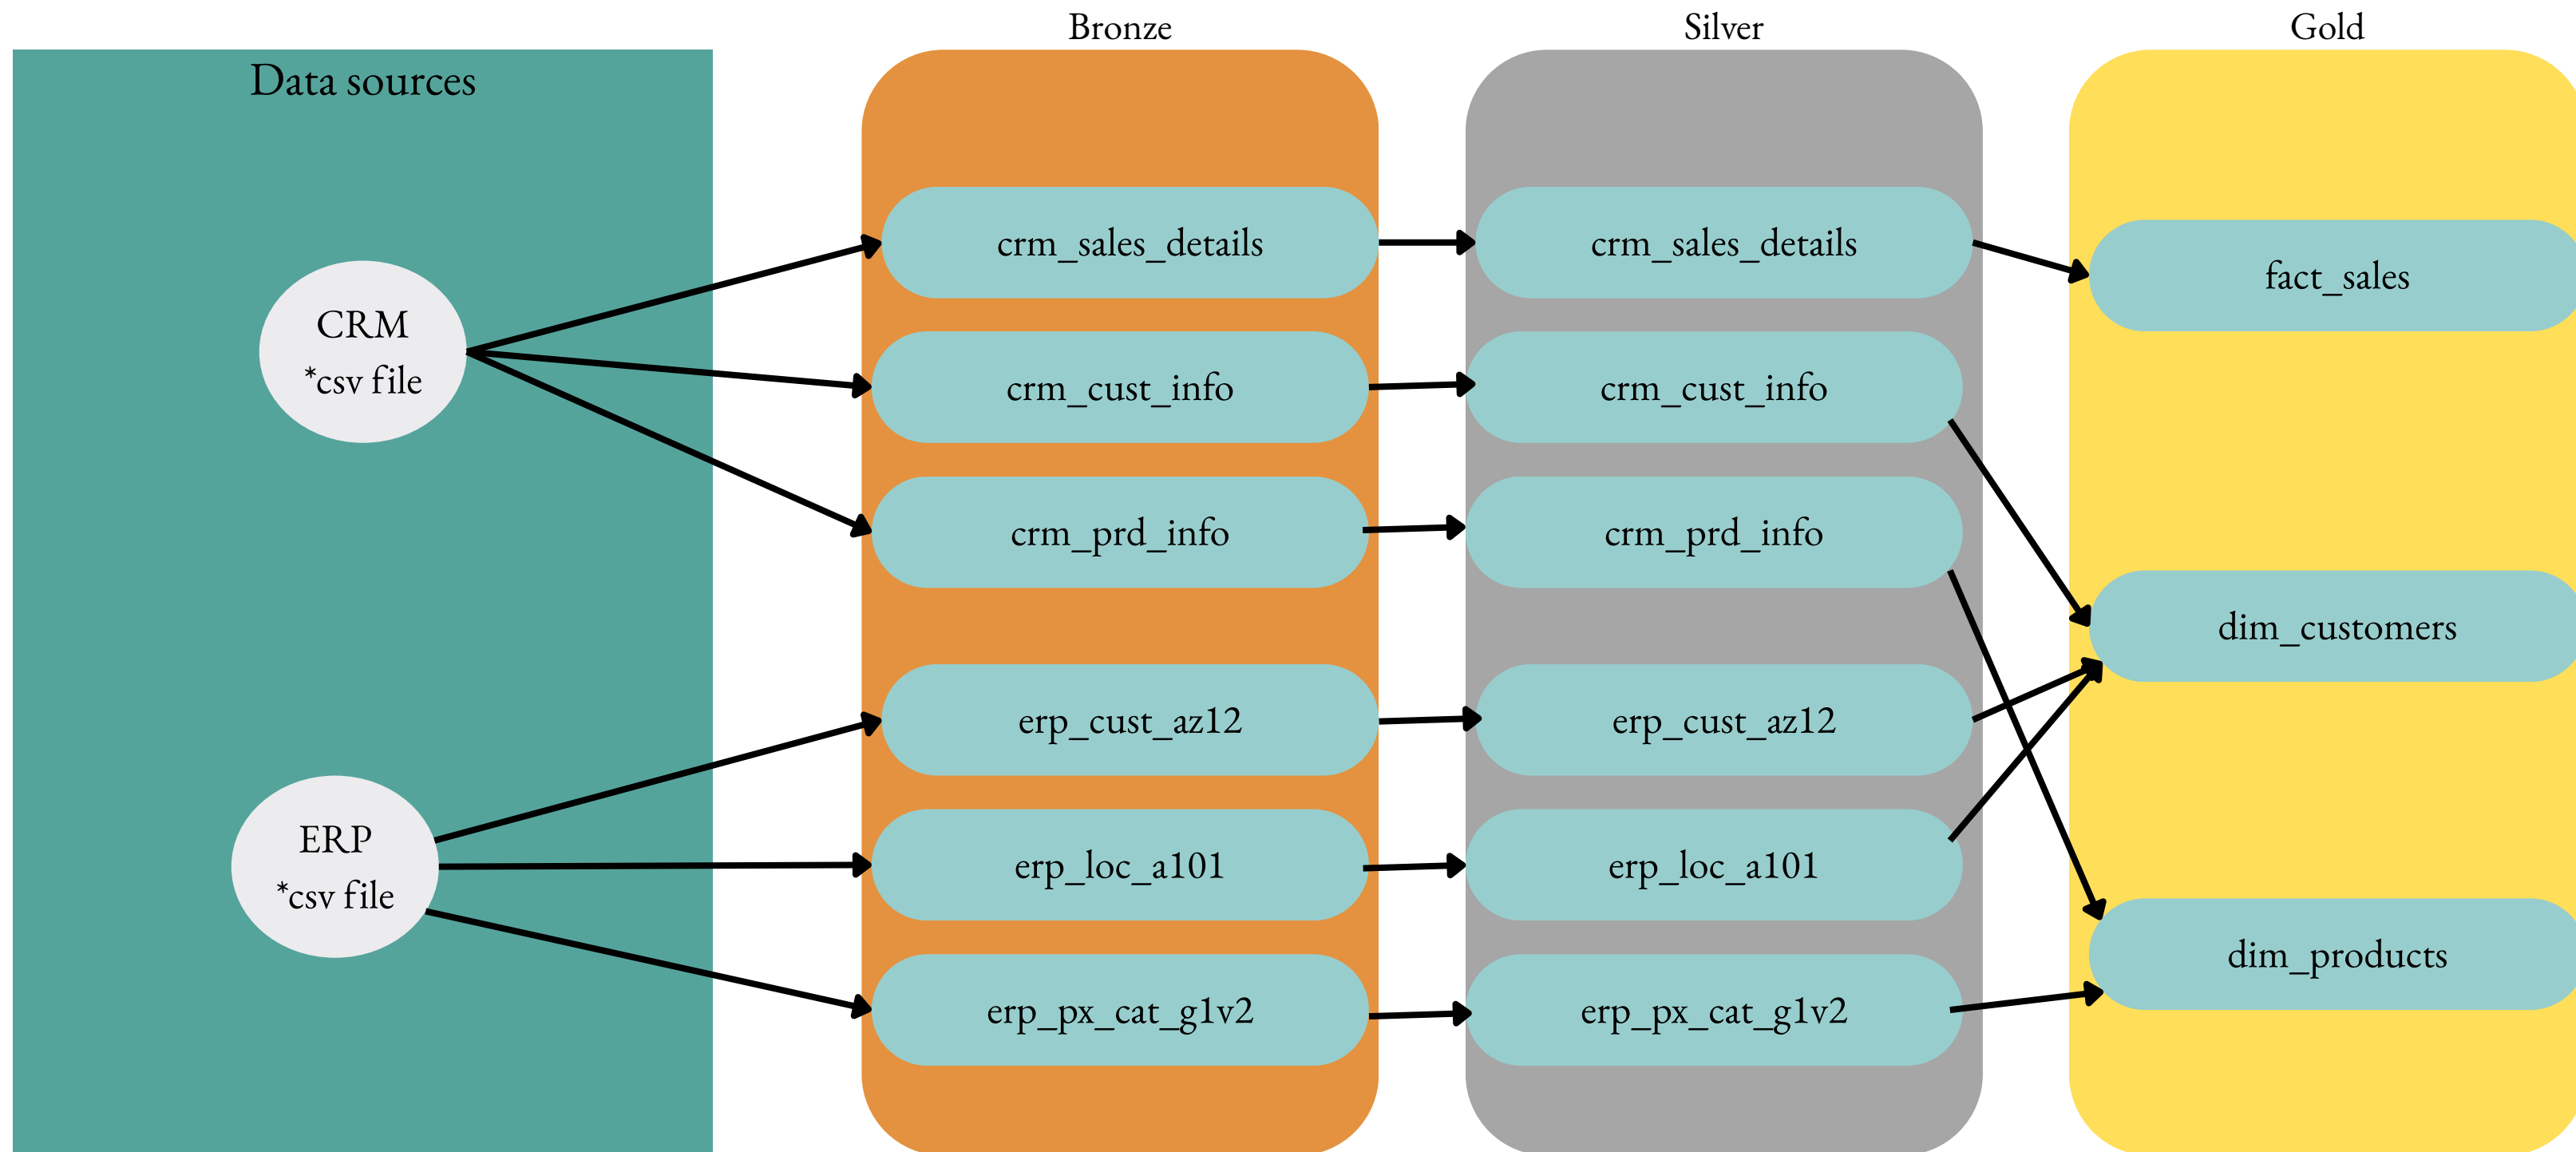 Bronze
Silver
Gold
Data sources
CRM
*csv file
ERP
*csv file
crm_sales_details
crm_cust_info
crm_prd_info
erp_cust_az12
erp_loc_a101
erp_px_cat_g1v2
crm_sales_details
crm_cust_info
crm_prd_info
erp_cust_az12
erp_loc_a101
erp_px_cat_g1v2
fact_sales
dim_customers
dim_products